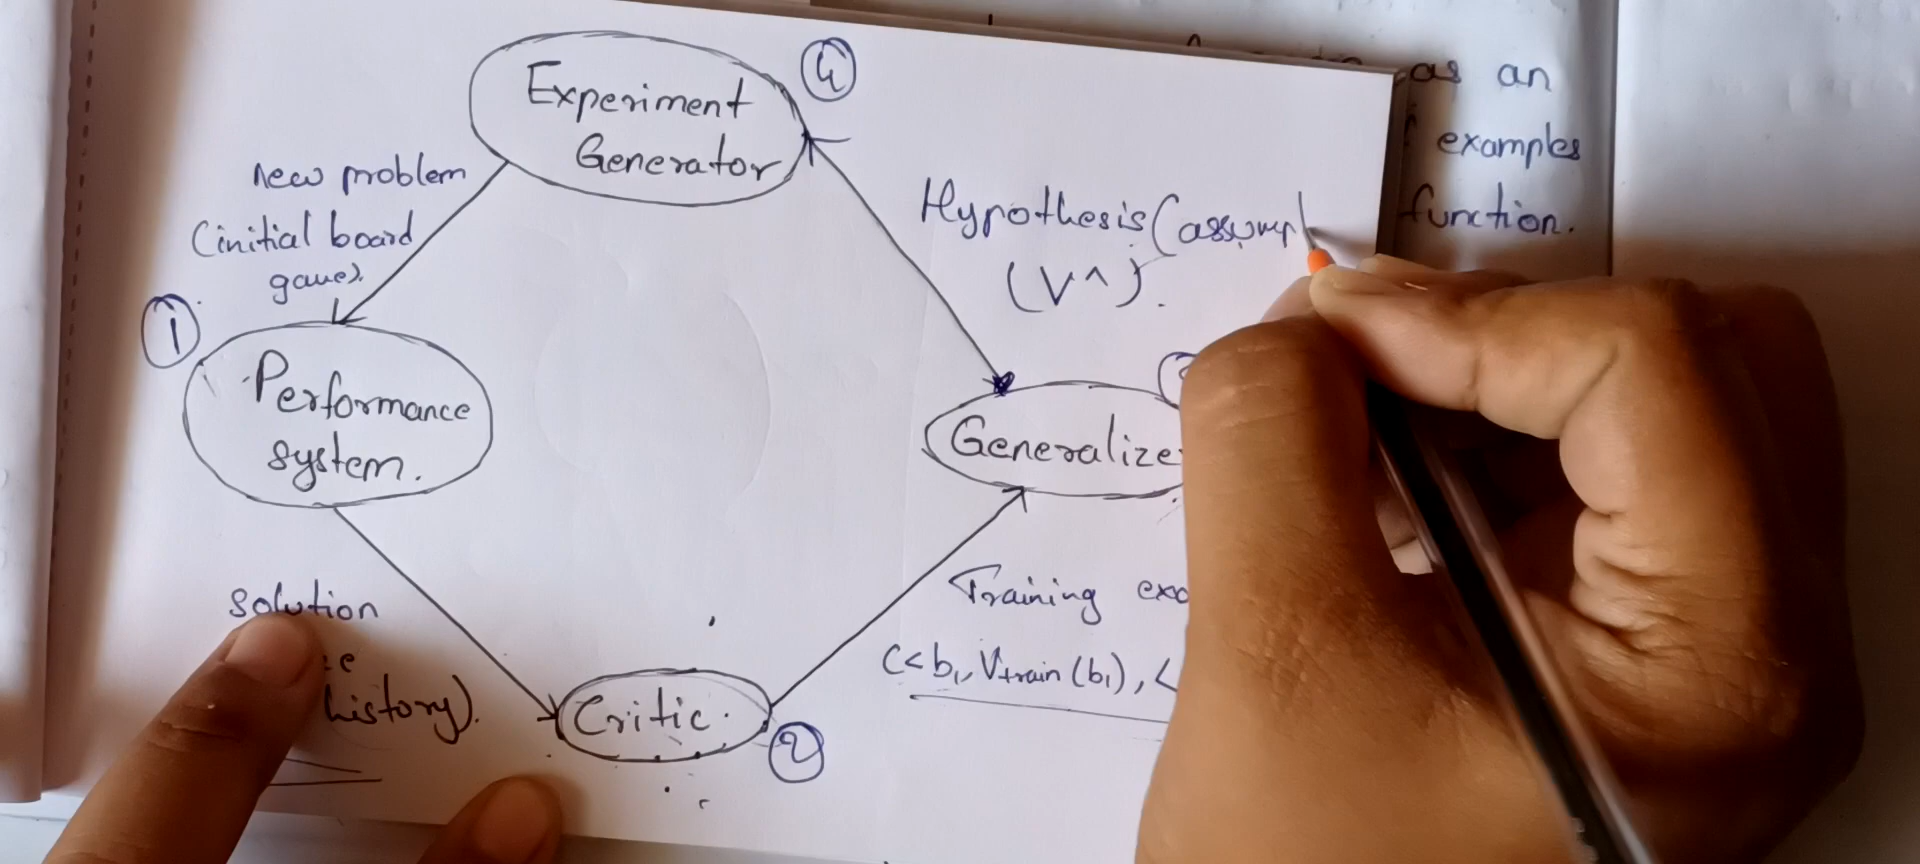 Experiment
Generator
4
new problem
(initial board
game).
Hypothesis (assump
(V^).
1
Performance
system.
Generalize
solution
history).
Training
(<b1, Vtrain(b1), <
Critic.
2
as an
examples
function.